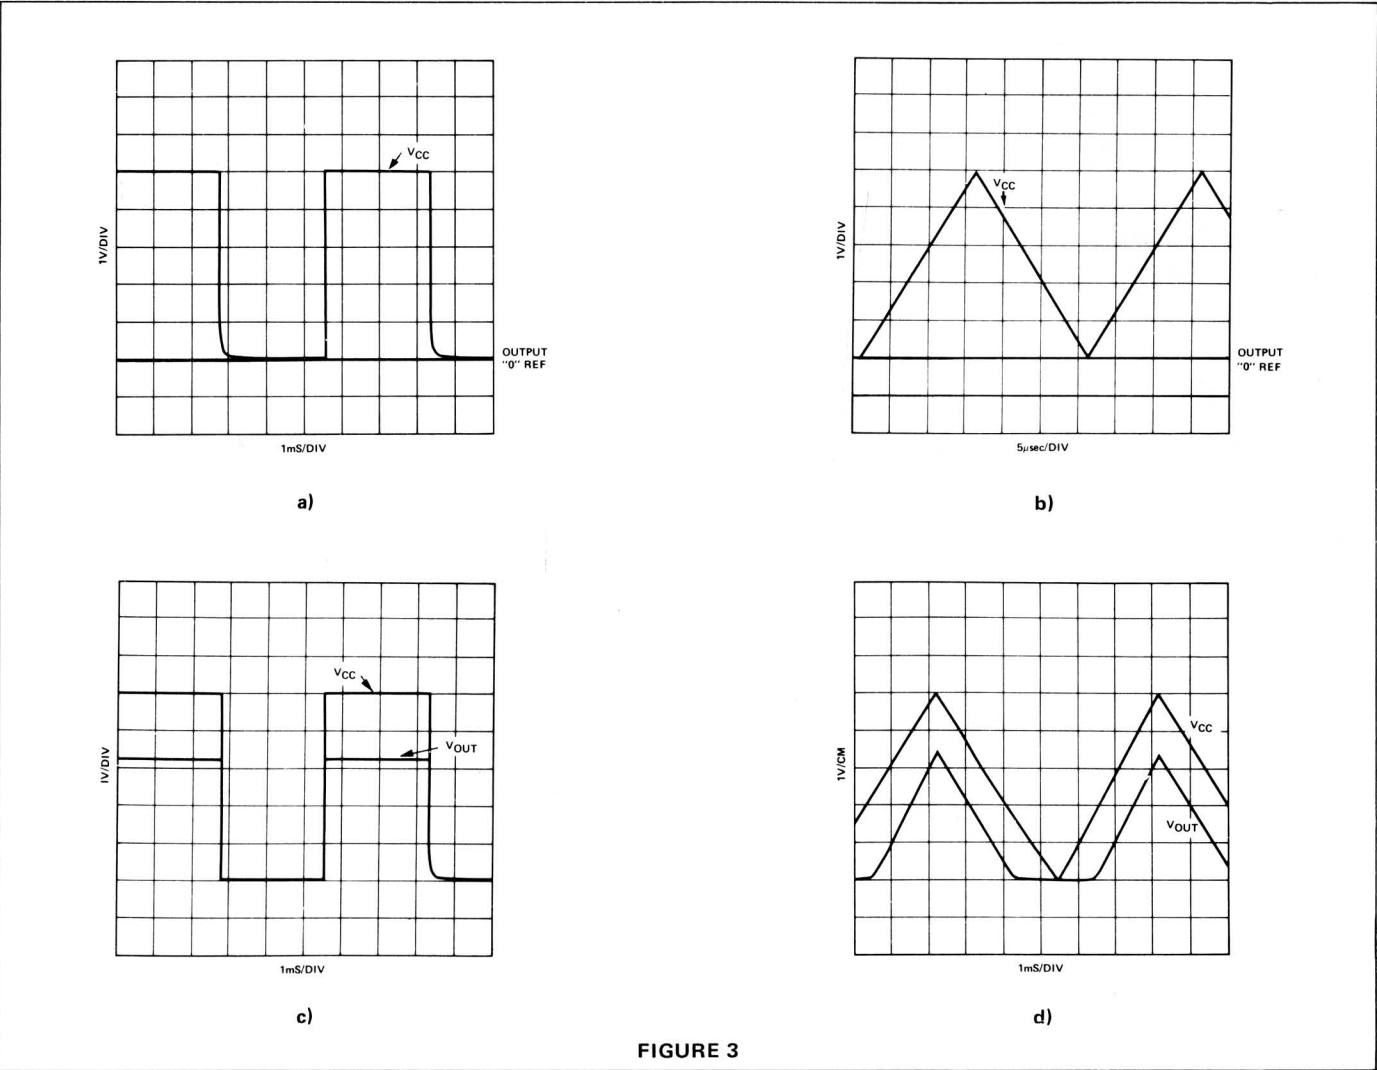 VCC
1V/DIV
OUTPUT
"0" REF
1mS/DIV
a)
VCC
1V/DIV
OUTPUT
"0" REF
5μsec/DIV
b)
VCC
VOUT
IV/DIV
1mS/DIV
c)
VCC
1V/CM
VOUT
1mS/DIV
d)
FIGURE 3